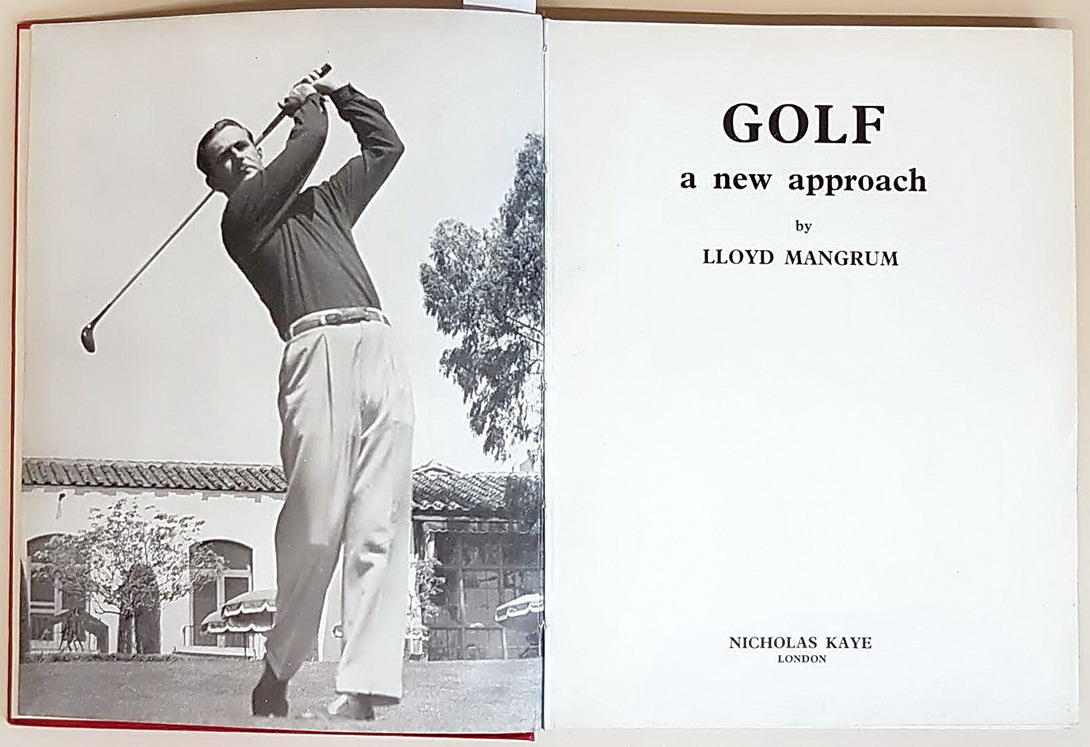 GOLF
a new approach
by
LLOYD MANGRUM
NICHOLAS KAYE
LONDON